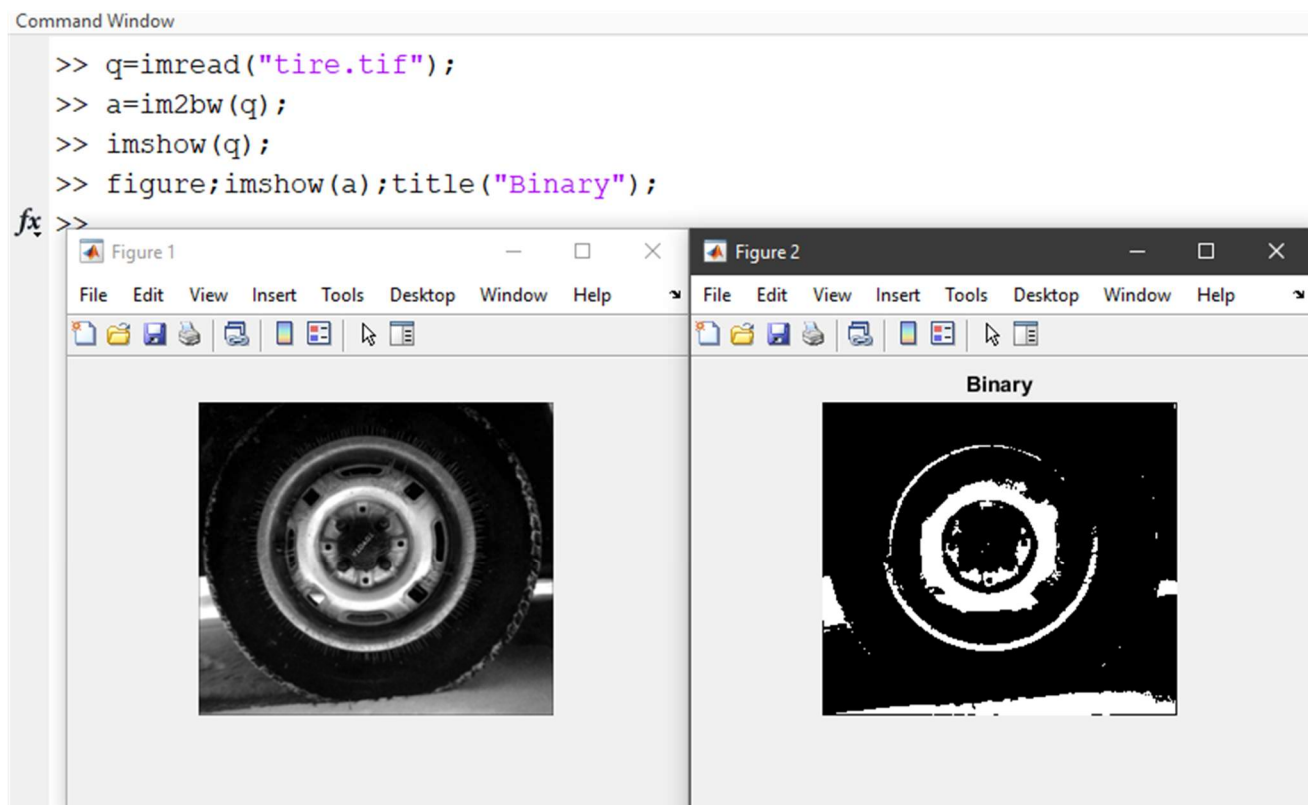 Command Window
>> q=imread("tire.tif");
>> a=im2bw(q);
>> imshow(q);
>> figure;imshow(a);title("Binary");
fx >>
Figure 1
File Edit View Insert Tools Desktop Window Help
Figure 2
File Edit View Insert Tools Desktop Window Help
Binary